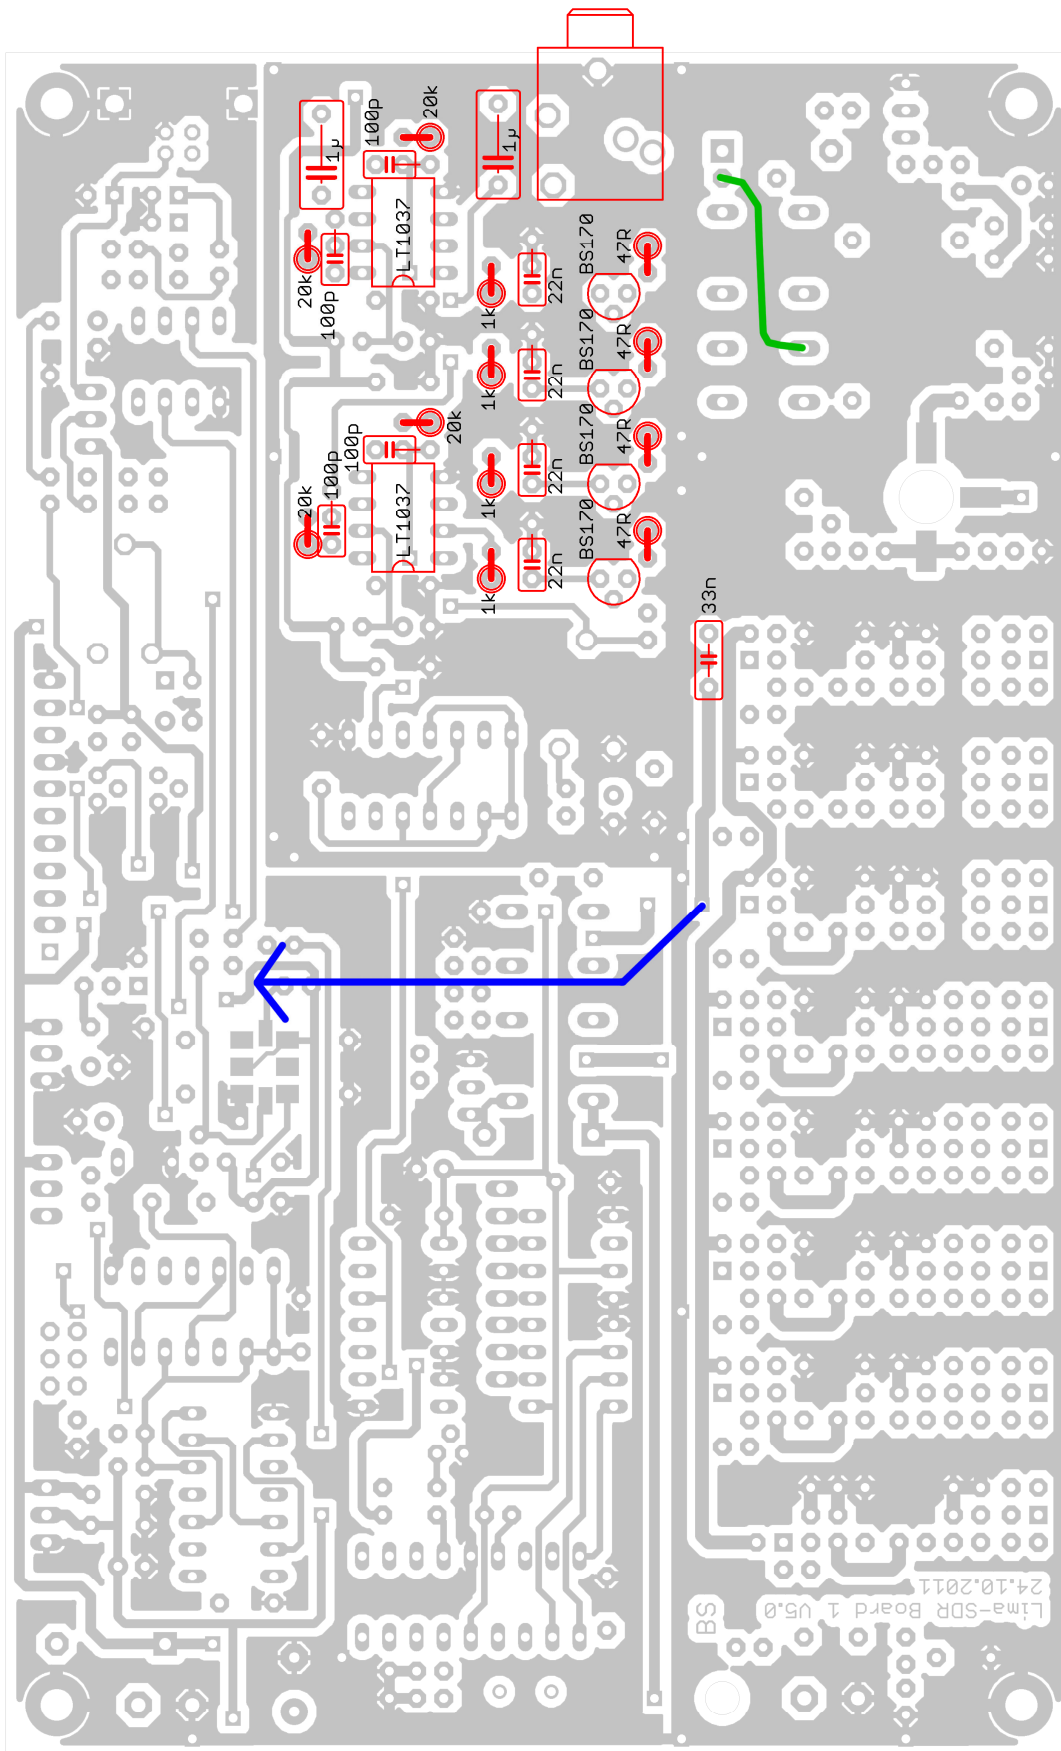 20k
100p
1µ
1µ
LT1037
20k
100p
BS170
47R
22n
1k
BS170
47R
22n
1k
20k
100p
20k
100p
LT1037
BS170
47R
22n
1k
BS170
47R
22n
1k
33n
24.10.2011
Lima-SDR Board 1 V5.0
BS